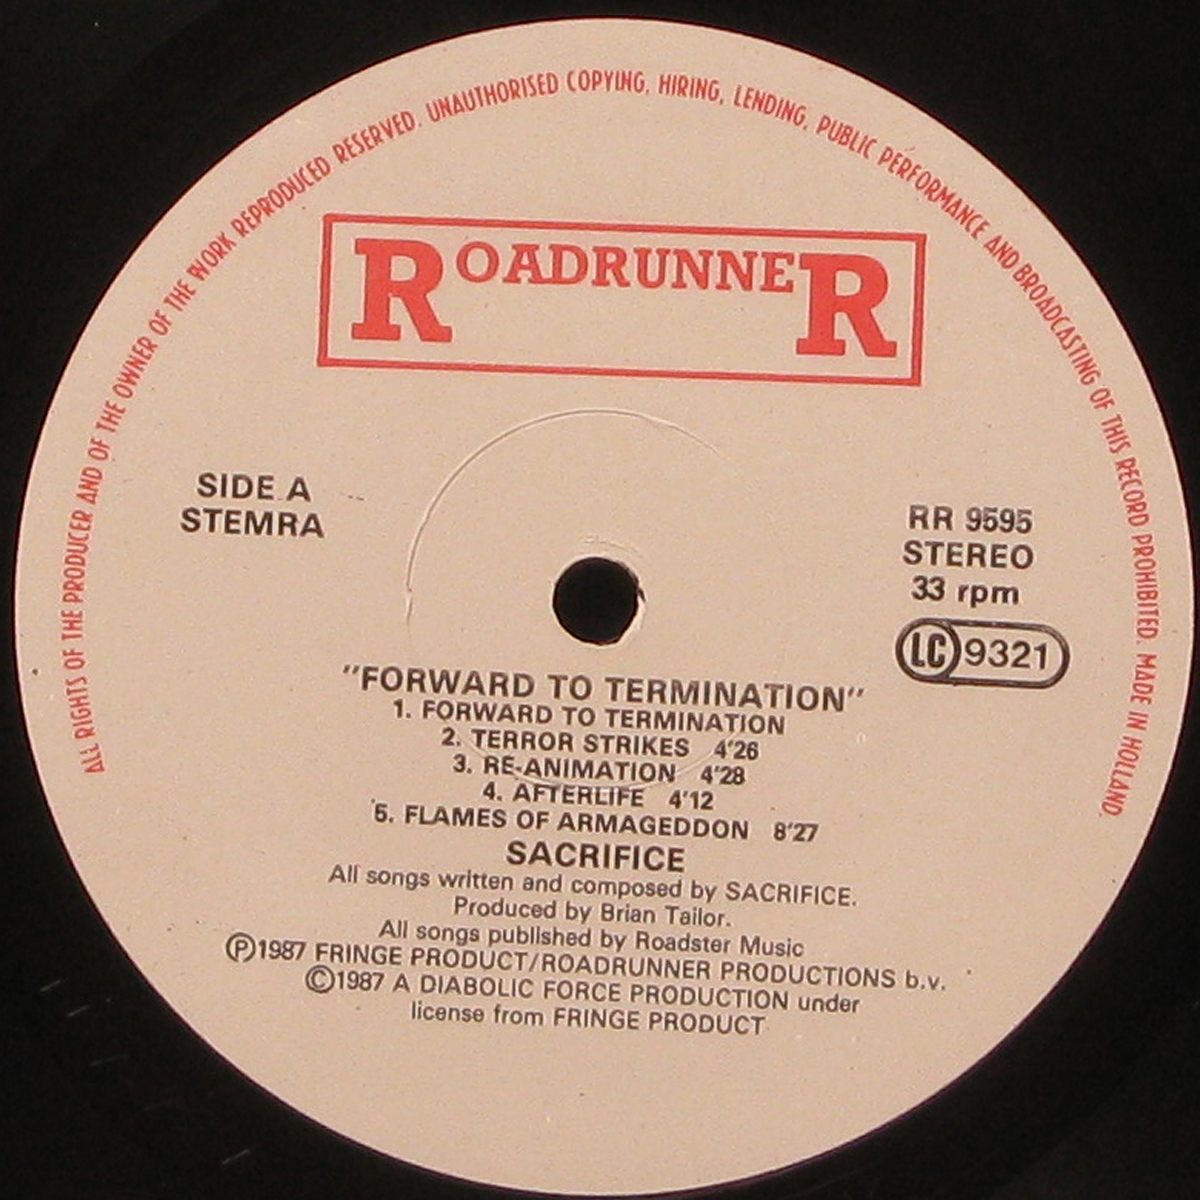 ALL RIGHTS OF THE PRODUCER AND OF THE OWNER OF THE WORK REPRODUCED RESERVED. UNAUTHORISED COPYING, HIRING, LENDING, PUBLIC PERFORMANCE AND BROADCASTING OF THIS RECORD PROHIBITED. MADE IN HOLLAND.
ROADRUNNER
SIDE A
STEMRA
RR 9595
STEREO
33 rpm
LC 9321
"FORWARD TO TERMINATION"
1. FORWARD TO TERMINATION
2. TERROR STRIKES 4'26
3. RE-ANIMATION 4'28
4. AFTERLIFE 4'12
5. FLAMES OF ARMAGEDDON 8'27
SACRIFICE
All songs written and composed by SACRIFICE.
Produced by Brian Tailor.
All songs published by Roadster Music
Ⓟ1987 FRINGE PRODUCT/ROADRUNNER PRODUCTIONS b.v.
©1987 A DIABOLIC FORCE PRODUCTION under
license from FRINGE PRODUCT